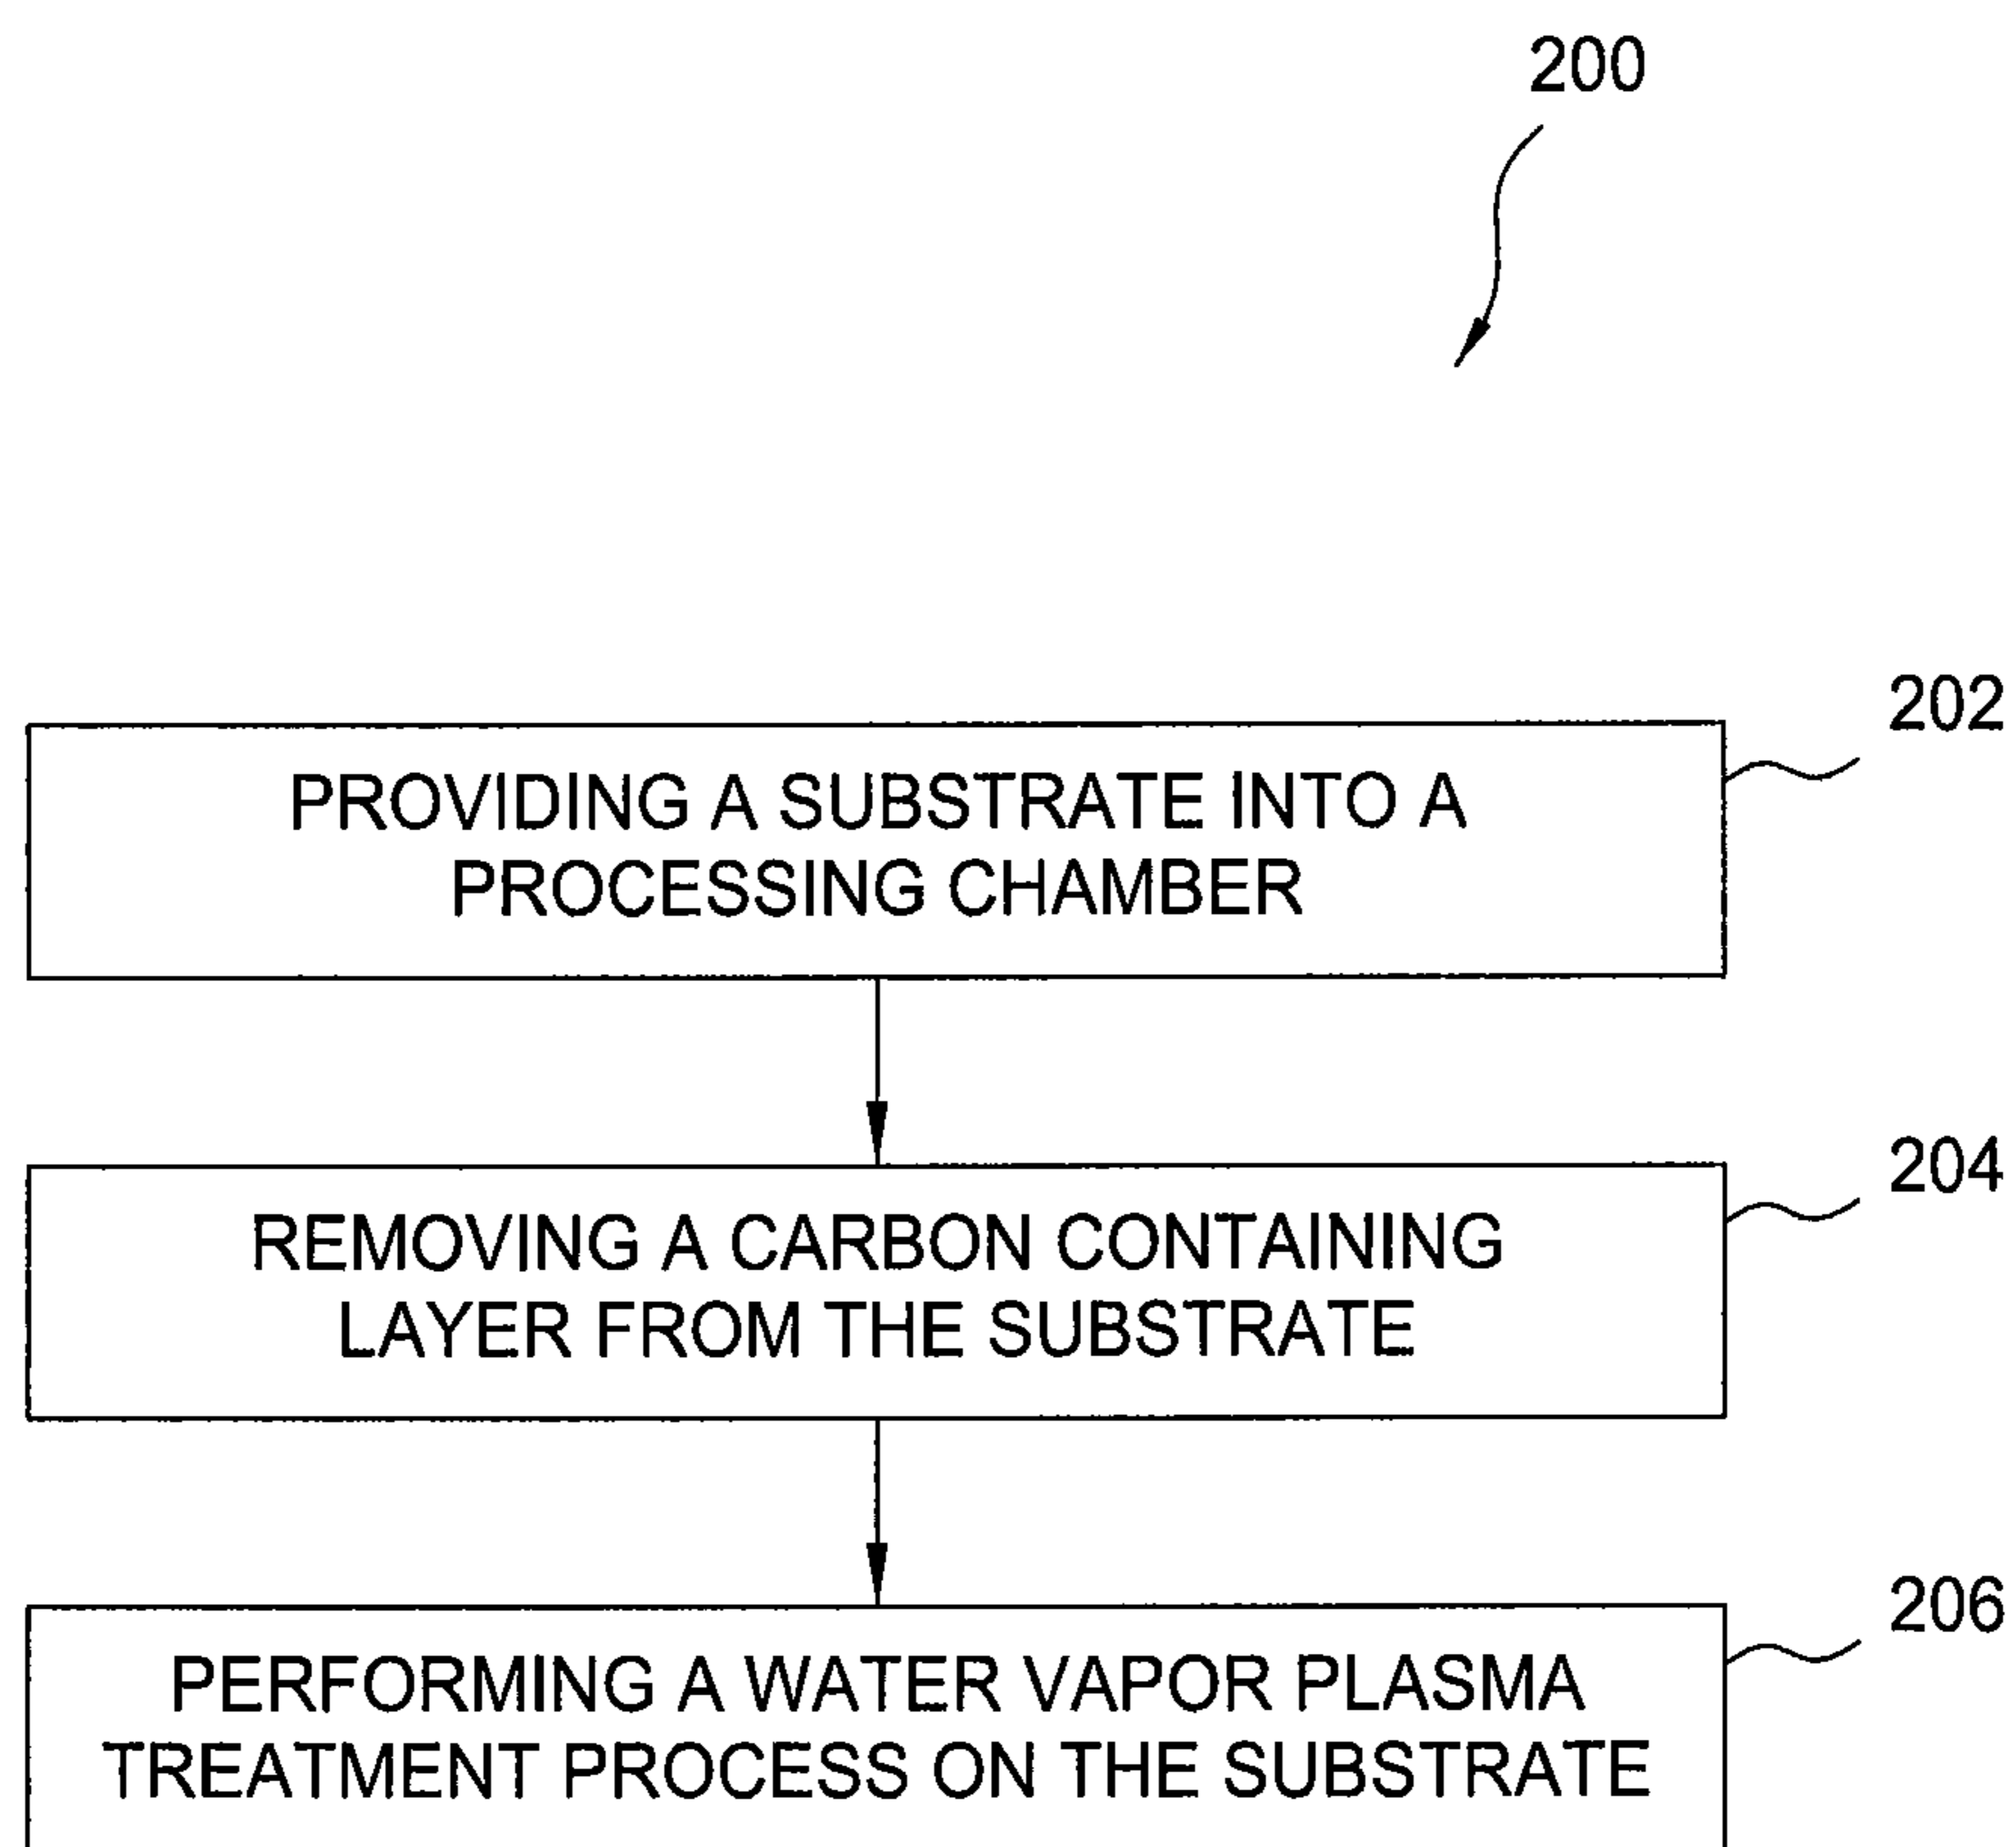 200
202
PROVIDING A SUBSTRATE INTO A
PROCESSING CHAMBER
204
REMOVING A CARBON CONTAINING
LAYER FROM THE SUBSTRATE
206
PERFORMING A WATER VAPOR PLASMA
TREATMENT PROCESS ON THE SUBSTRATE